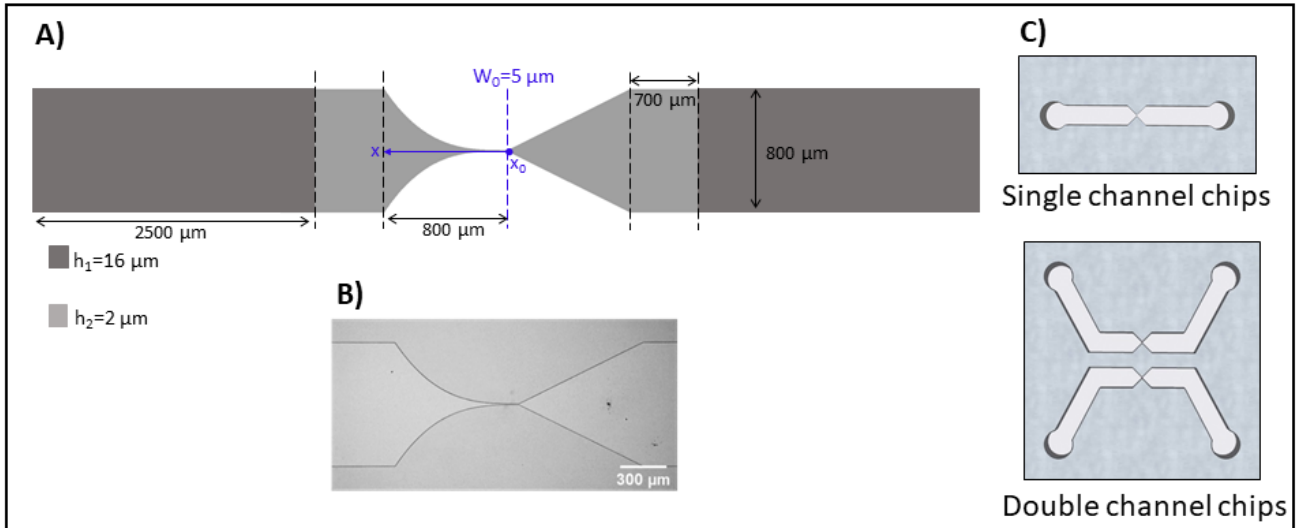 A)
W₀=5 μm
x
x₀
700 μm
800 μm
2500 μm
800 μm
h₁=16 μm
h₂=2 μm
B)
300 μm
C)
Single channel chips
Double channel chips